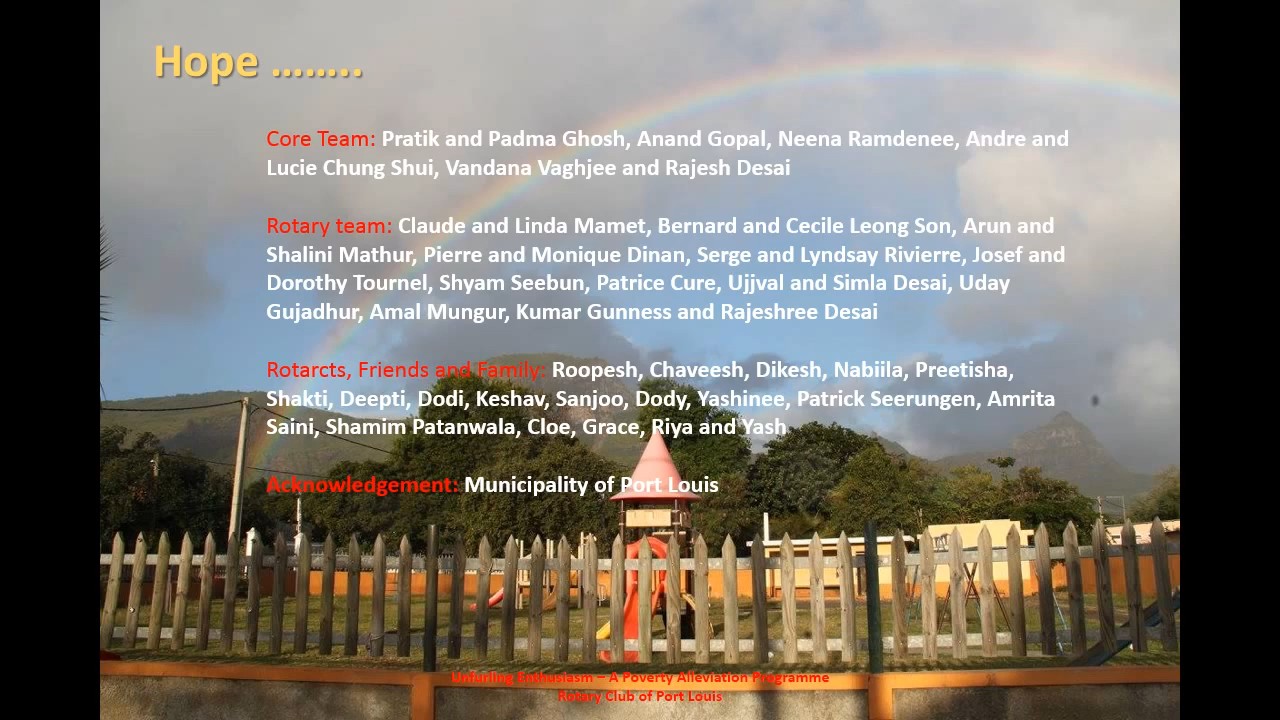 Hope ........
Core Team: Pratik and Padma Ghosh, Anand Gopal, Neena Ramdenee, Andre and
Lucie Chung Shui, Vandana Vaghjee and Rajesh Desai
Rotary team: Claude and Linda Mamet, Bernard and Cecile Leong Son, Arun and
Shalini Mathur, Pierre and Monique Dinan, Serge and Lyndsay Rivierre, Josef and
Dorothy Tournel, Shyam Seebun, Patrice Cure, Ujjval and Simla Desai, Uday
Gujadhur, Amal Mungur, Kumar Gunness and Rajeshree Desai
Rotarcts, Friends and Family: Roopesh, Chaveesh, Dikesh, Nabiila, Preetisha,
Shakti, Deepti, Dodi, Keshav, Sanjoo, Dody, Yashinee, Patrick Seerungen, Amrita
Saini, Shamim Patanwala, Cloe, Grace, Riya and Yash
Acknowledgement: Municipality of Port Louis
Unfurling Enthusiasm – A Poverty Alleviation Programme
Rotary Club of Port Louis